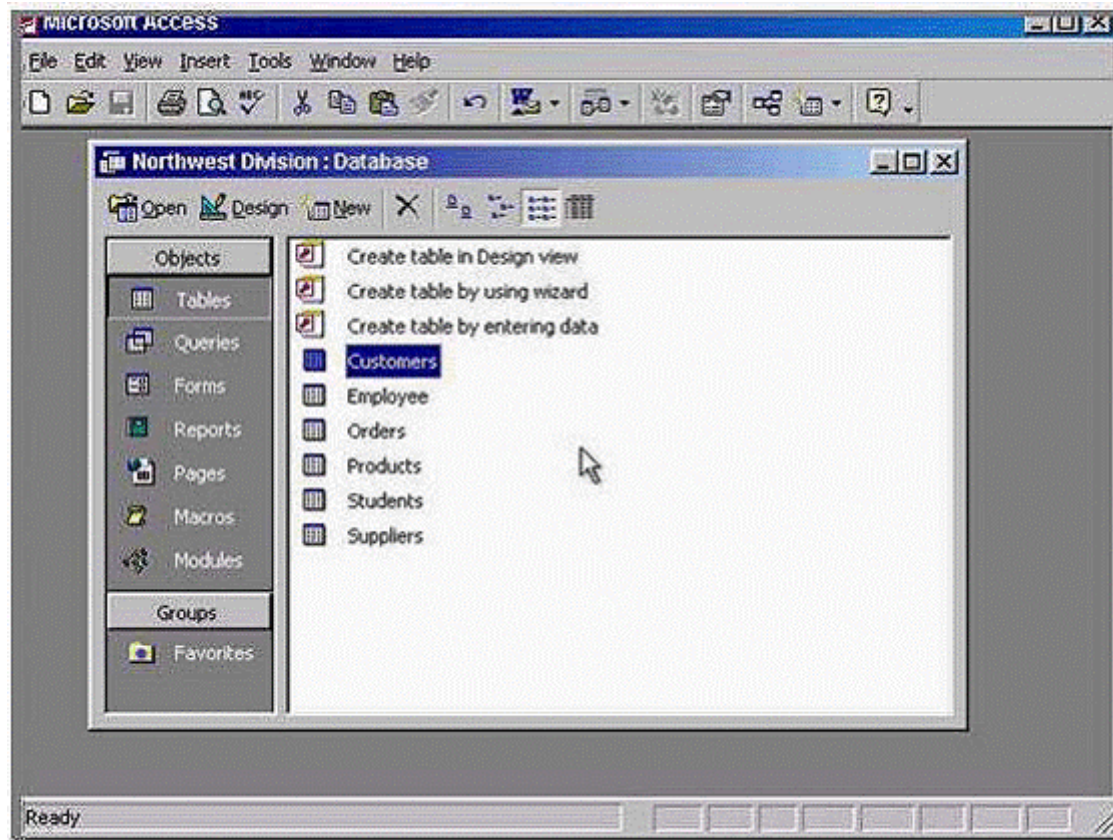 Microsoft Access
File Edit View Insert Tools Window Help
ABC
W
Northwest Division : Database
Open Design New
Objects
Tables
Queries
Forms
Reports
Pages
Macros
Modules
Groups
Favorites
Create table in Design view
Create table by using wizard
Create table by entering data
Customers
Employee
Orders
Products
Students
Suppliers
Ready